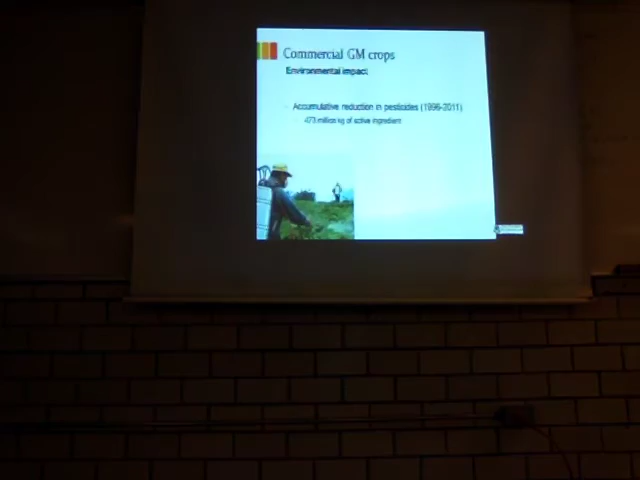 Commercial GM crops
Environmental impact
Accumulative reduction in pesticides (1996-2011)
473 million kg of active ingredient